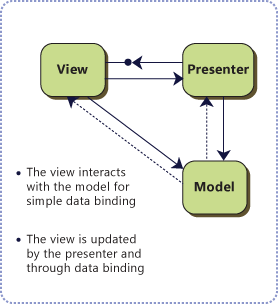 View
Presenter
Model
• The view interacts
with the model for
simple data binding
• The view is updated
by the presenter and
through data binding